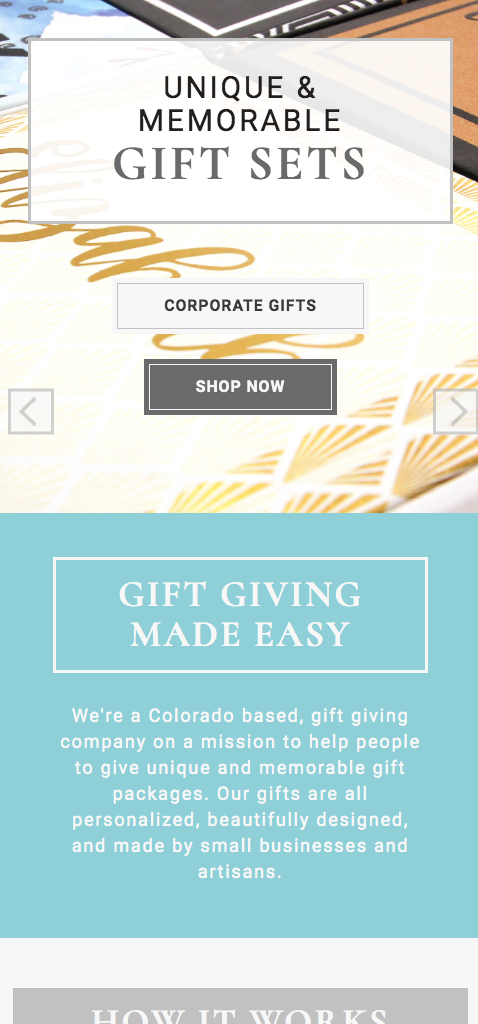 UNIQUE &
MEMORABLE
GIFT SETS
CORPORATE GIFTS
SHOP NOW
GIFT GIVING
MADE EASY
We're a Colorado based, gift giving
company on a mission to help people
to give unique and memorable gift
packages. Our gifts are all
personalized, beautifully designed,
and made by small businesses and
artisans.
HOW IT WORKS